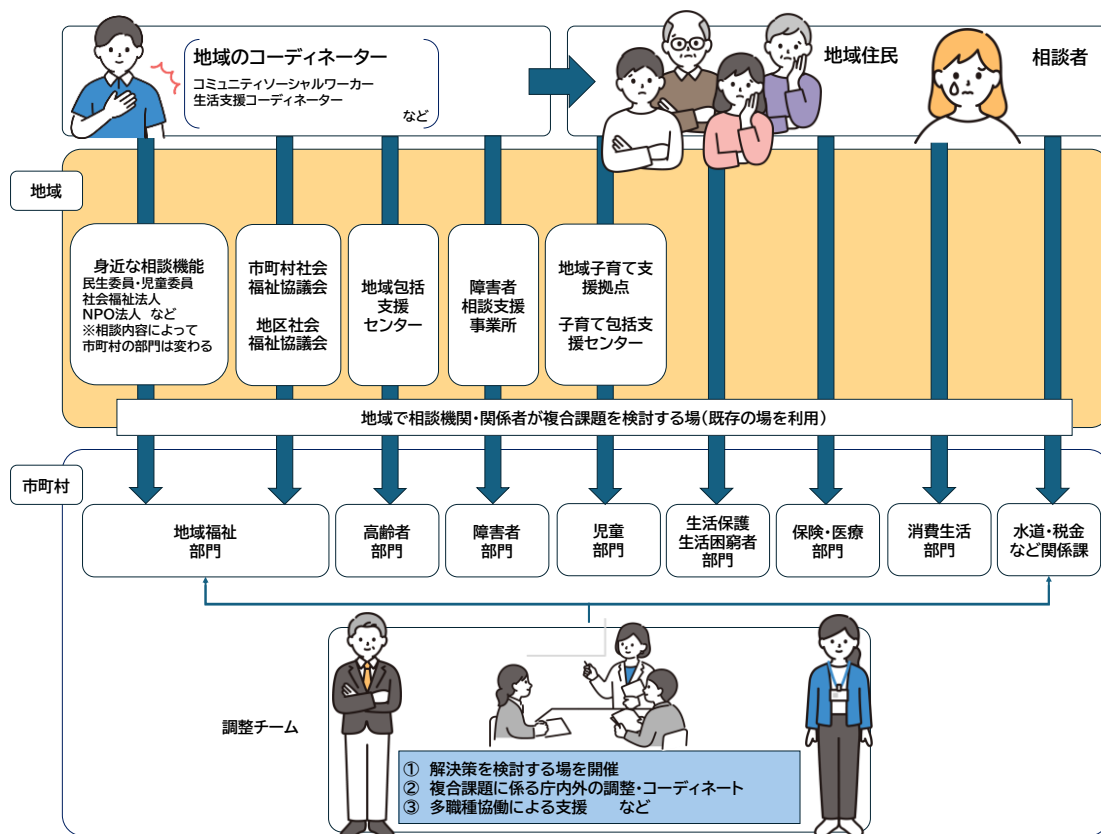 地域のコーディネーター
コミュニティソーシャルワーカー
生活支援コーディネーター
など
地域住民
相談者
地域
身近な相談機能
民生委員・児童委員
社会福祉法人
NPO法人 など
※相談内容によって
市町村の部門は変わる
市町村社会
福祉協議会
地区社会
福祉協議会
地域包括
支援
センター
障害者
相談支援
事業所
地域子育て支
援拠点
子育て包括支
援センター
地域で相談機関・関係者が複合課題を検討する場(既存の場を利用)
市町村
地域福祉
部門
高齢者
部門
障害者
部門
児童
部門
生活保護
生活困窮者
部門
保険・医療
部門
消費生活
部門
水道・税金
など関係課
調整チーム
① 解決策を検討する場を開催
② 複合課題に係る庁内外の調整・コーディネート
③ 多職種協働による支援 など